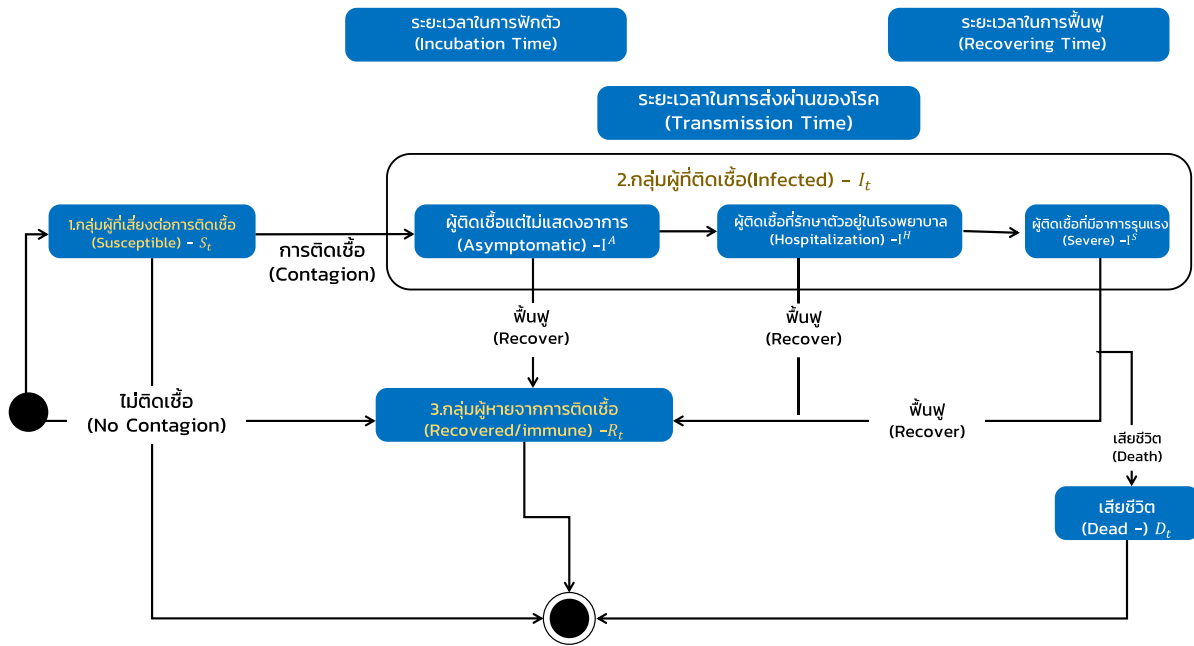 ระยะเวลาในการฟักตัว
(Incubation Time)
ระยะเวลาในการฟื้นฟู
(Recovering Time)
ระยะเวลาในการส่งผ่านของโรค
(Transmission Time)
2.กลุ่มผู้ที่ติดเชื้อ(Infected) - I_t
1.กลุ่มผู้ที่เสี่ยงต่อการติดเชื้อ
(Susceptible) - S_t
การติดเชื้อ
(Contagion)
ผู้ติดเชื้อแต่ไม่แสดงอาการ
(Asymptomatic) -I^A
ผู้ติดเชื้อที่รักษาตัวอยู่ในโรงพยาบาล
(Hospitalization) -I^H
ผู้ติดเชื้อที่มีอาการรุนแรง
(Severe) -I^S
ฟื้นฟู
(Recover)
ฟื้นฟู
(Recover)
ไม่ติดเชื้อ
(No Contagion)
3.กลุ่มผู้หายจากการติดเชื้อ
(Recovered/immune) -R_t
ฟื้นฟู
(Recover)
เสียชีวิต
(Death)
เสียชีวิต
(Dead -) D_t